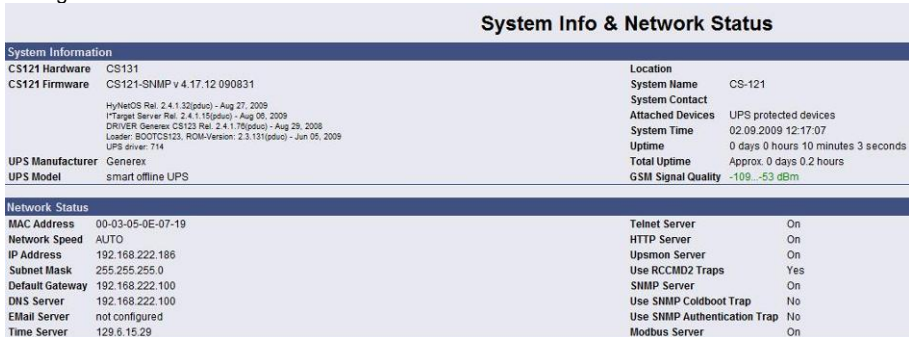 System Info & Network Status
System Information
CS121 Hardware CS131
CS121 Firmware CS121-SNMP v 4.17.12 090831
HyNetOS Rel. 2.4.1.32(pduc) - Aug 27, 2009
I*Target Server Rel. 2.4.1.15(pduc) - Aug 06, 2009
DRIVER Generex CS123 Rel. 2.4.1.76(pduc) - Aug 29, 2008
Loader: BOOTCS123, ROM-Version: 2.3.131(pduc) - Jun 05, 2009
UPS driver: 714
UPS Manufacturer Generex
UPS Model smart offline UPS
Location
System Name CS-121
System Contact
Attached Devices UPS protected devices
System Time 02.09.2009 12:17:07
Uptime 0 days 0 hours 10 minutes 3 seconds
Total Uptime Approx. 0 days 0.2 hours
GSM Signal Quality -109...-53 dBm
Network Status
MAC Address 00-03-05-0E-07-19
Network Speed AUTO
IP Address 192.168.222.186
Subnet Mask 255.255.255.0
Default Gateway 192.168.222.100
DNS Server 192.168.222.100
EMail Server not configured
Time Server 129.6.15.29
Telnet Server On
HTTP Server On
Upsmon Server On
Use RCCMD2 Traps Yes
SNMP Server On
Use SNMP Coldboot Trap No
Use SNMP Authentication Trap No
Modbus Server On